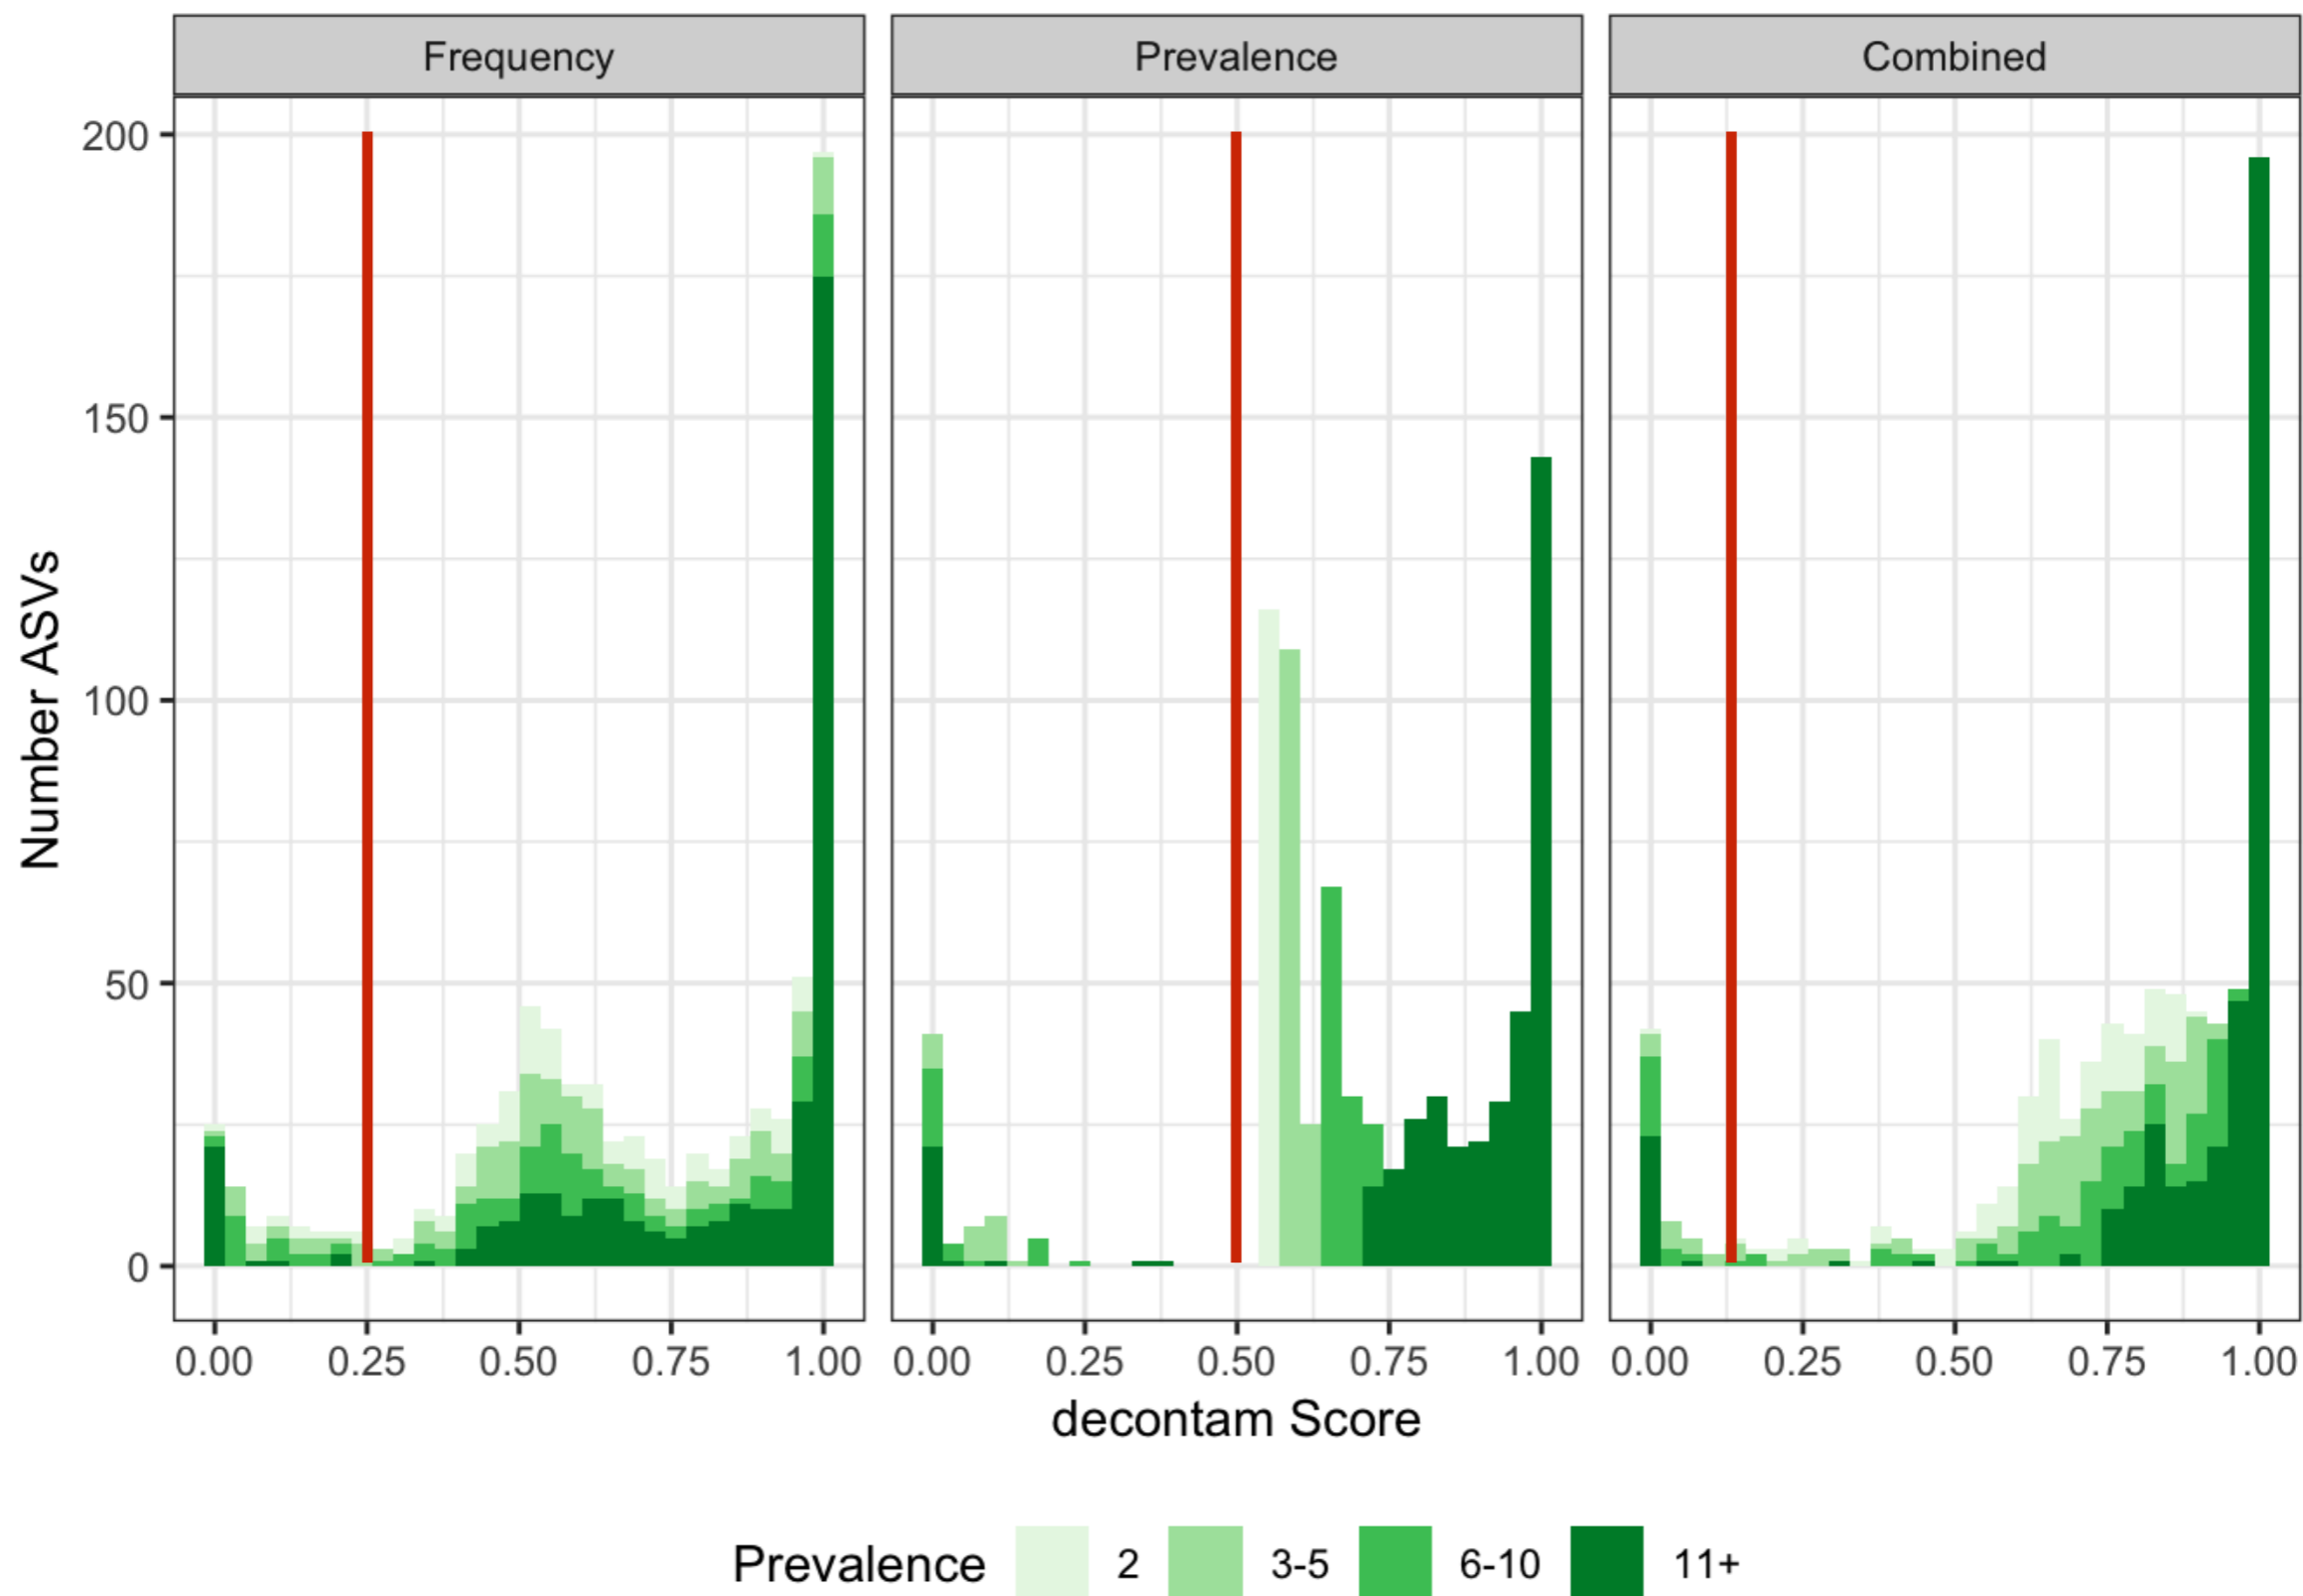 Frequency Prevalence Combined
200
150
100
50
0
Number ASVs
0.00 0.25 0.50 0.75 1.00 0.00 0.25 0.50 0.75 1.00 0.00 0.25 0.50 0.75 1.00
decontam Score
Prevalence 2 3-5 6-10 11+